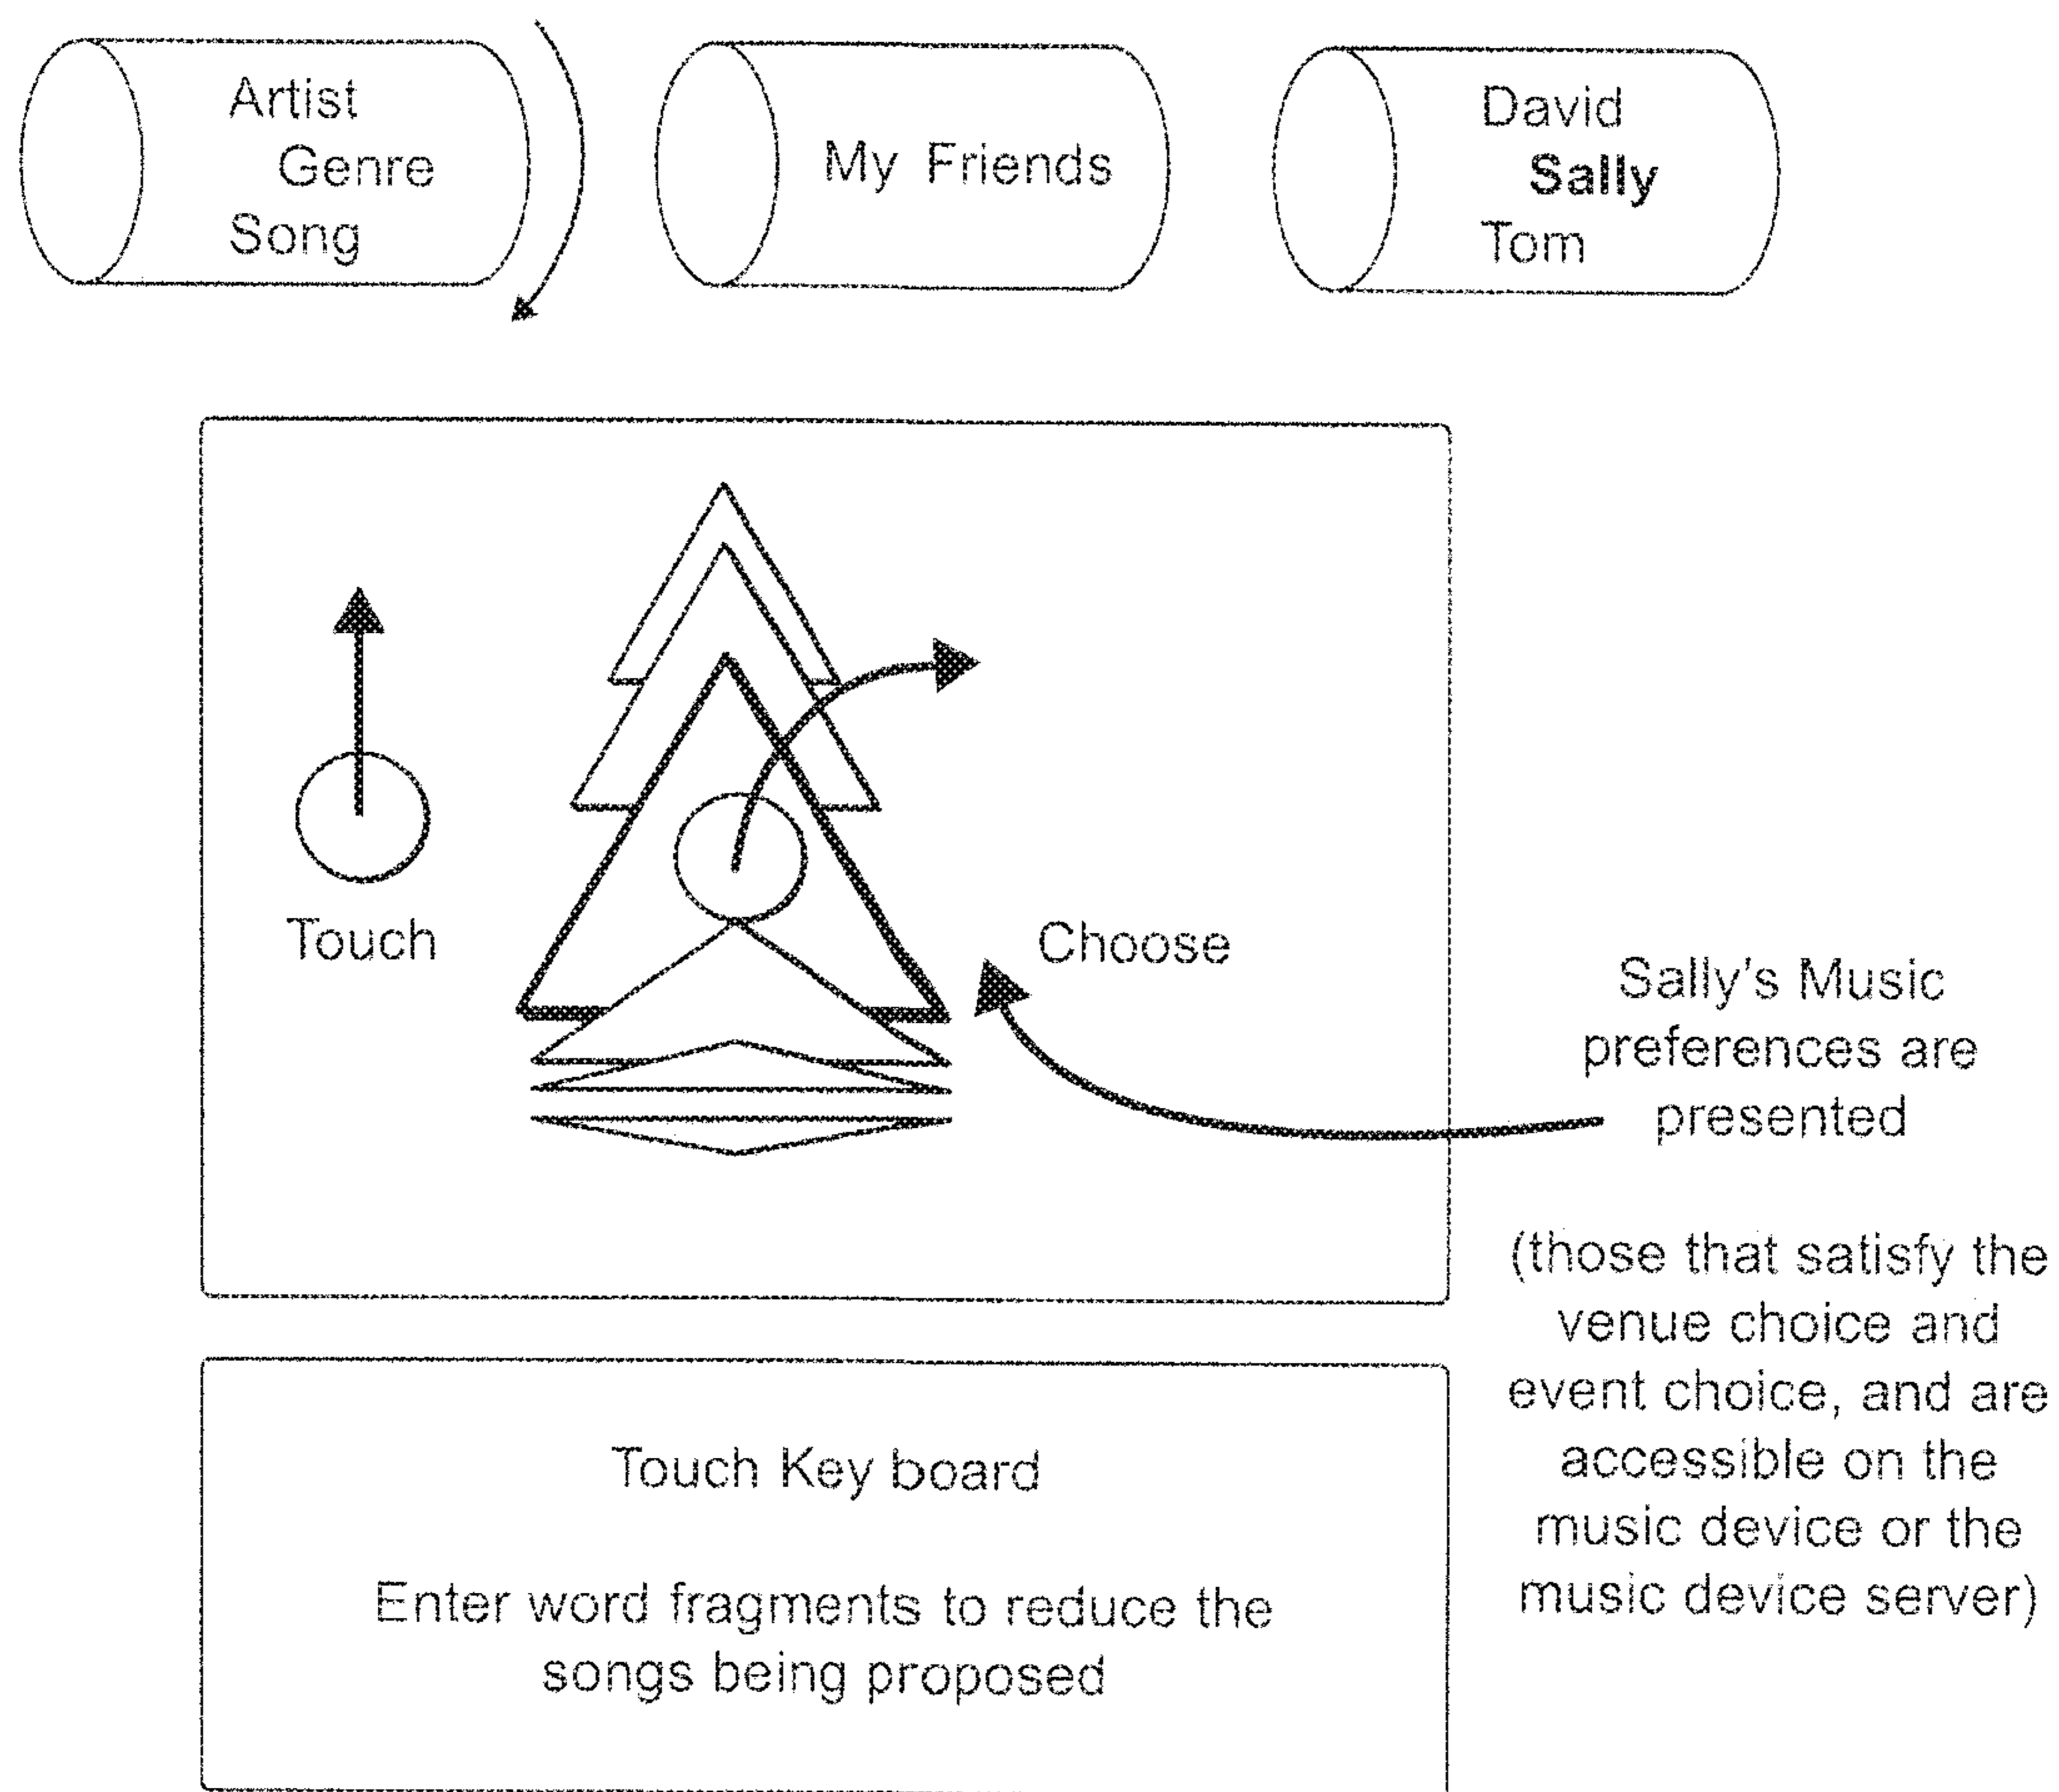 Artist
Genre
Song
My Friends
David
Sally
Tom
Touch
Choose
Sally's Music
preferences are
presented
(those that satisfy the
venue choice and
event choice, and are
accessible on the
music device or the
music device server)
Touch Key board
Enter word fragments to reduce the
songs being proposed